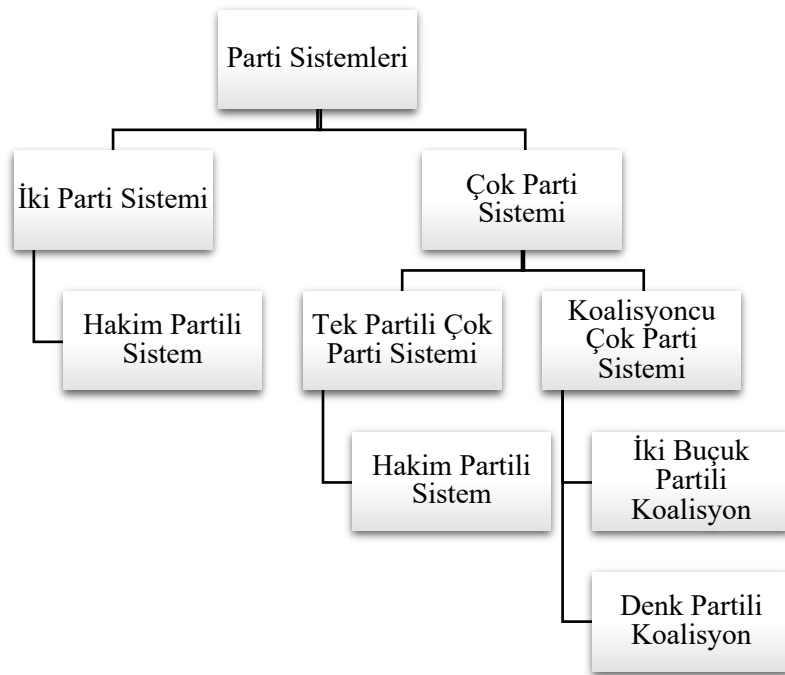 Parti Sistemleri
İki Parti Sistemi
Çok Parti
Sistemi
Hakim Partili
Sistem
Tek Partili Çok
Parti Sistemi
Koalisyoncu
Çok Parti
Sistemi
Hakim Partili
Sistem
İki Buçuk
Partili
Koalisyon
Denk Partili
Koalisyon